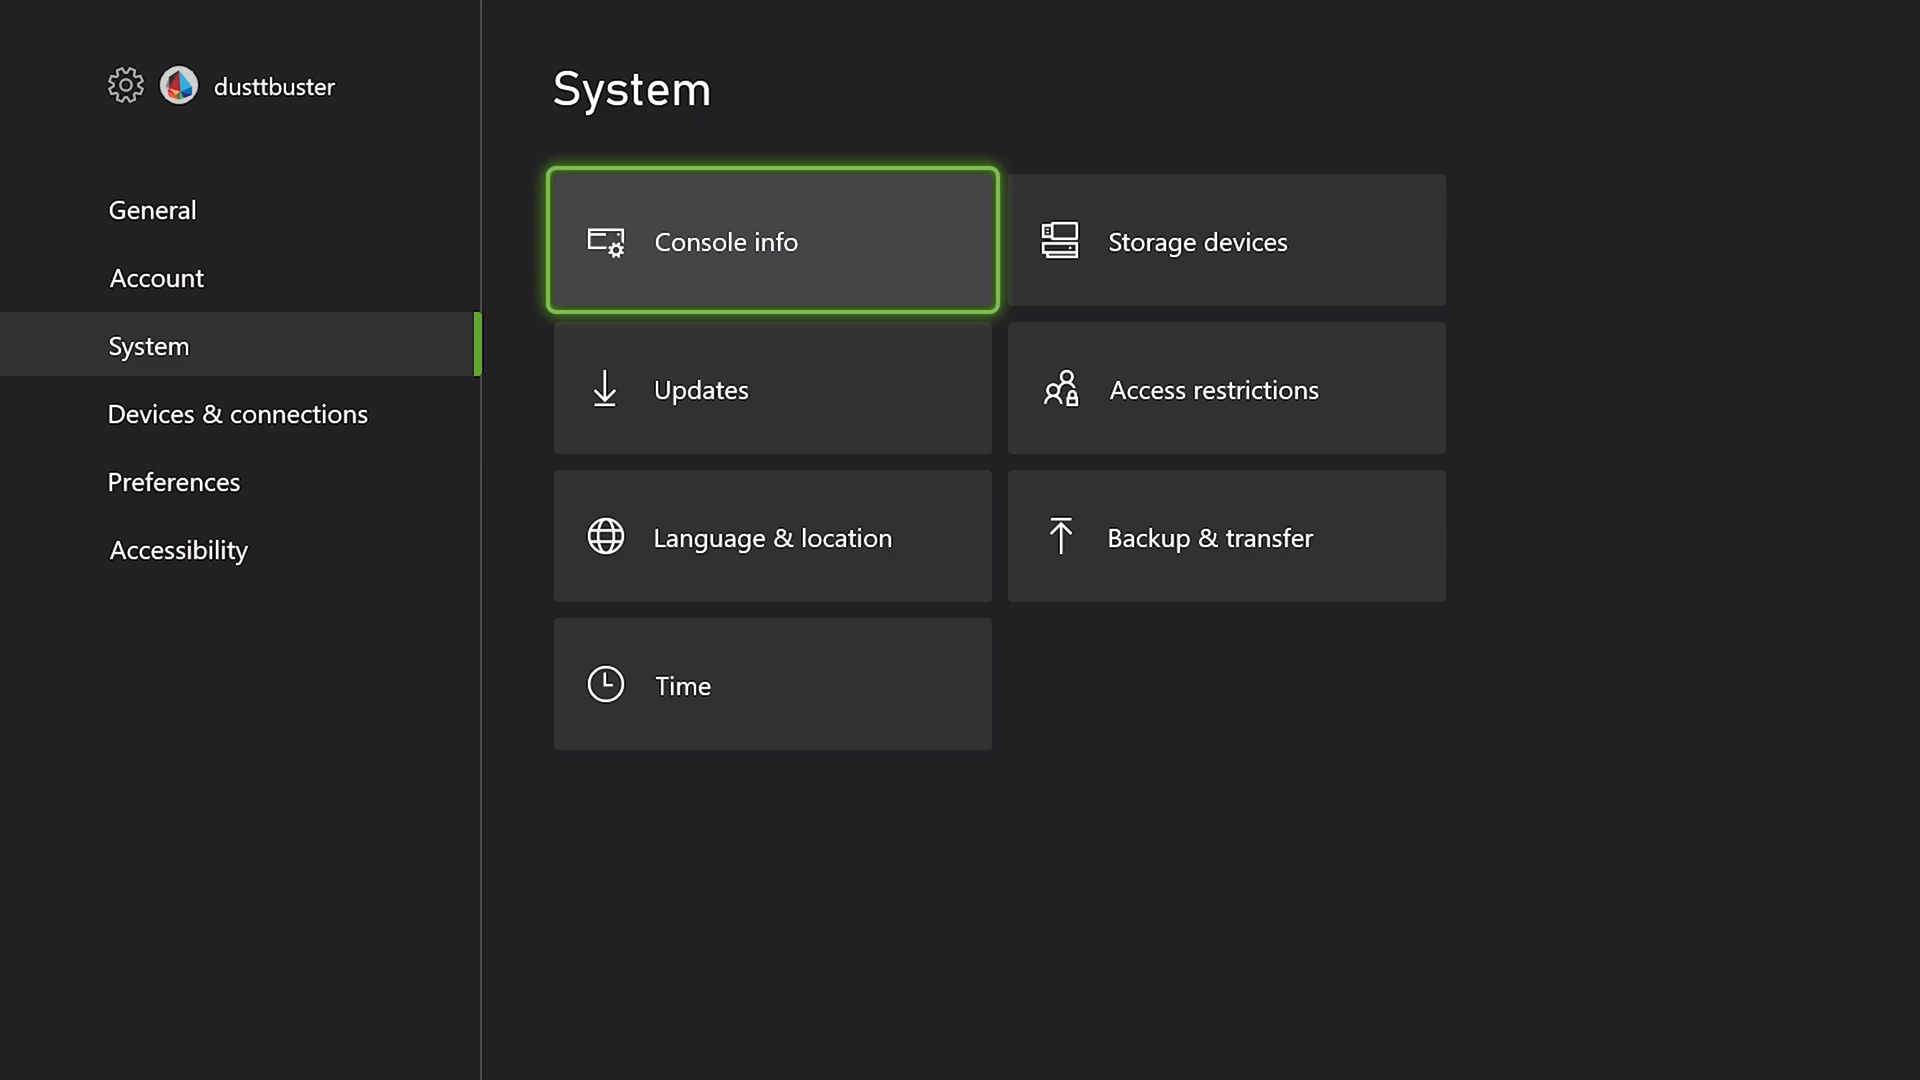 dusttbuster
General
Account
System
Devices & connections
Preferences
Accessibility
System
Console info
Storage devices
Updates
Access restrictions
Language & location
Backup & transfer
Time